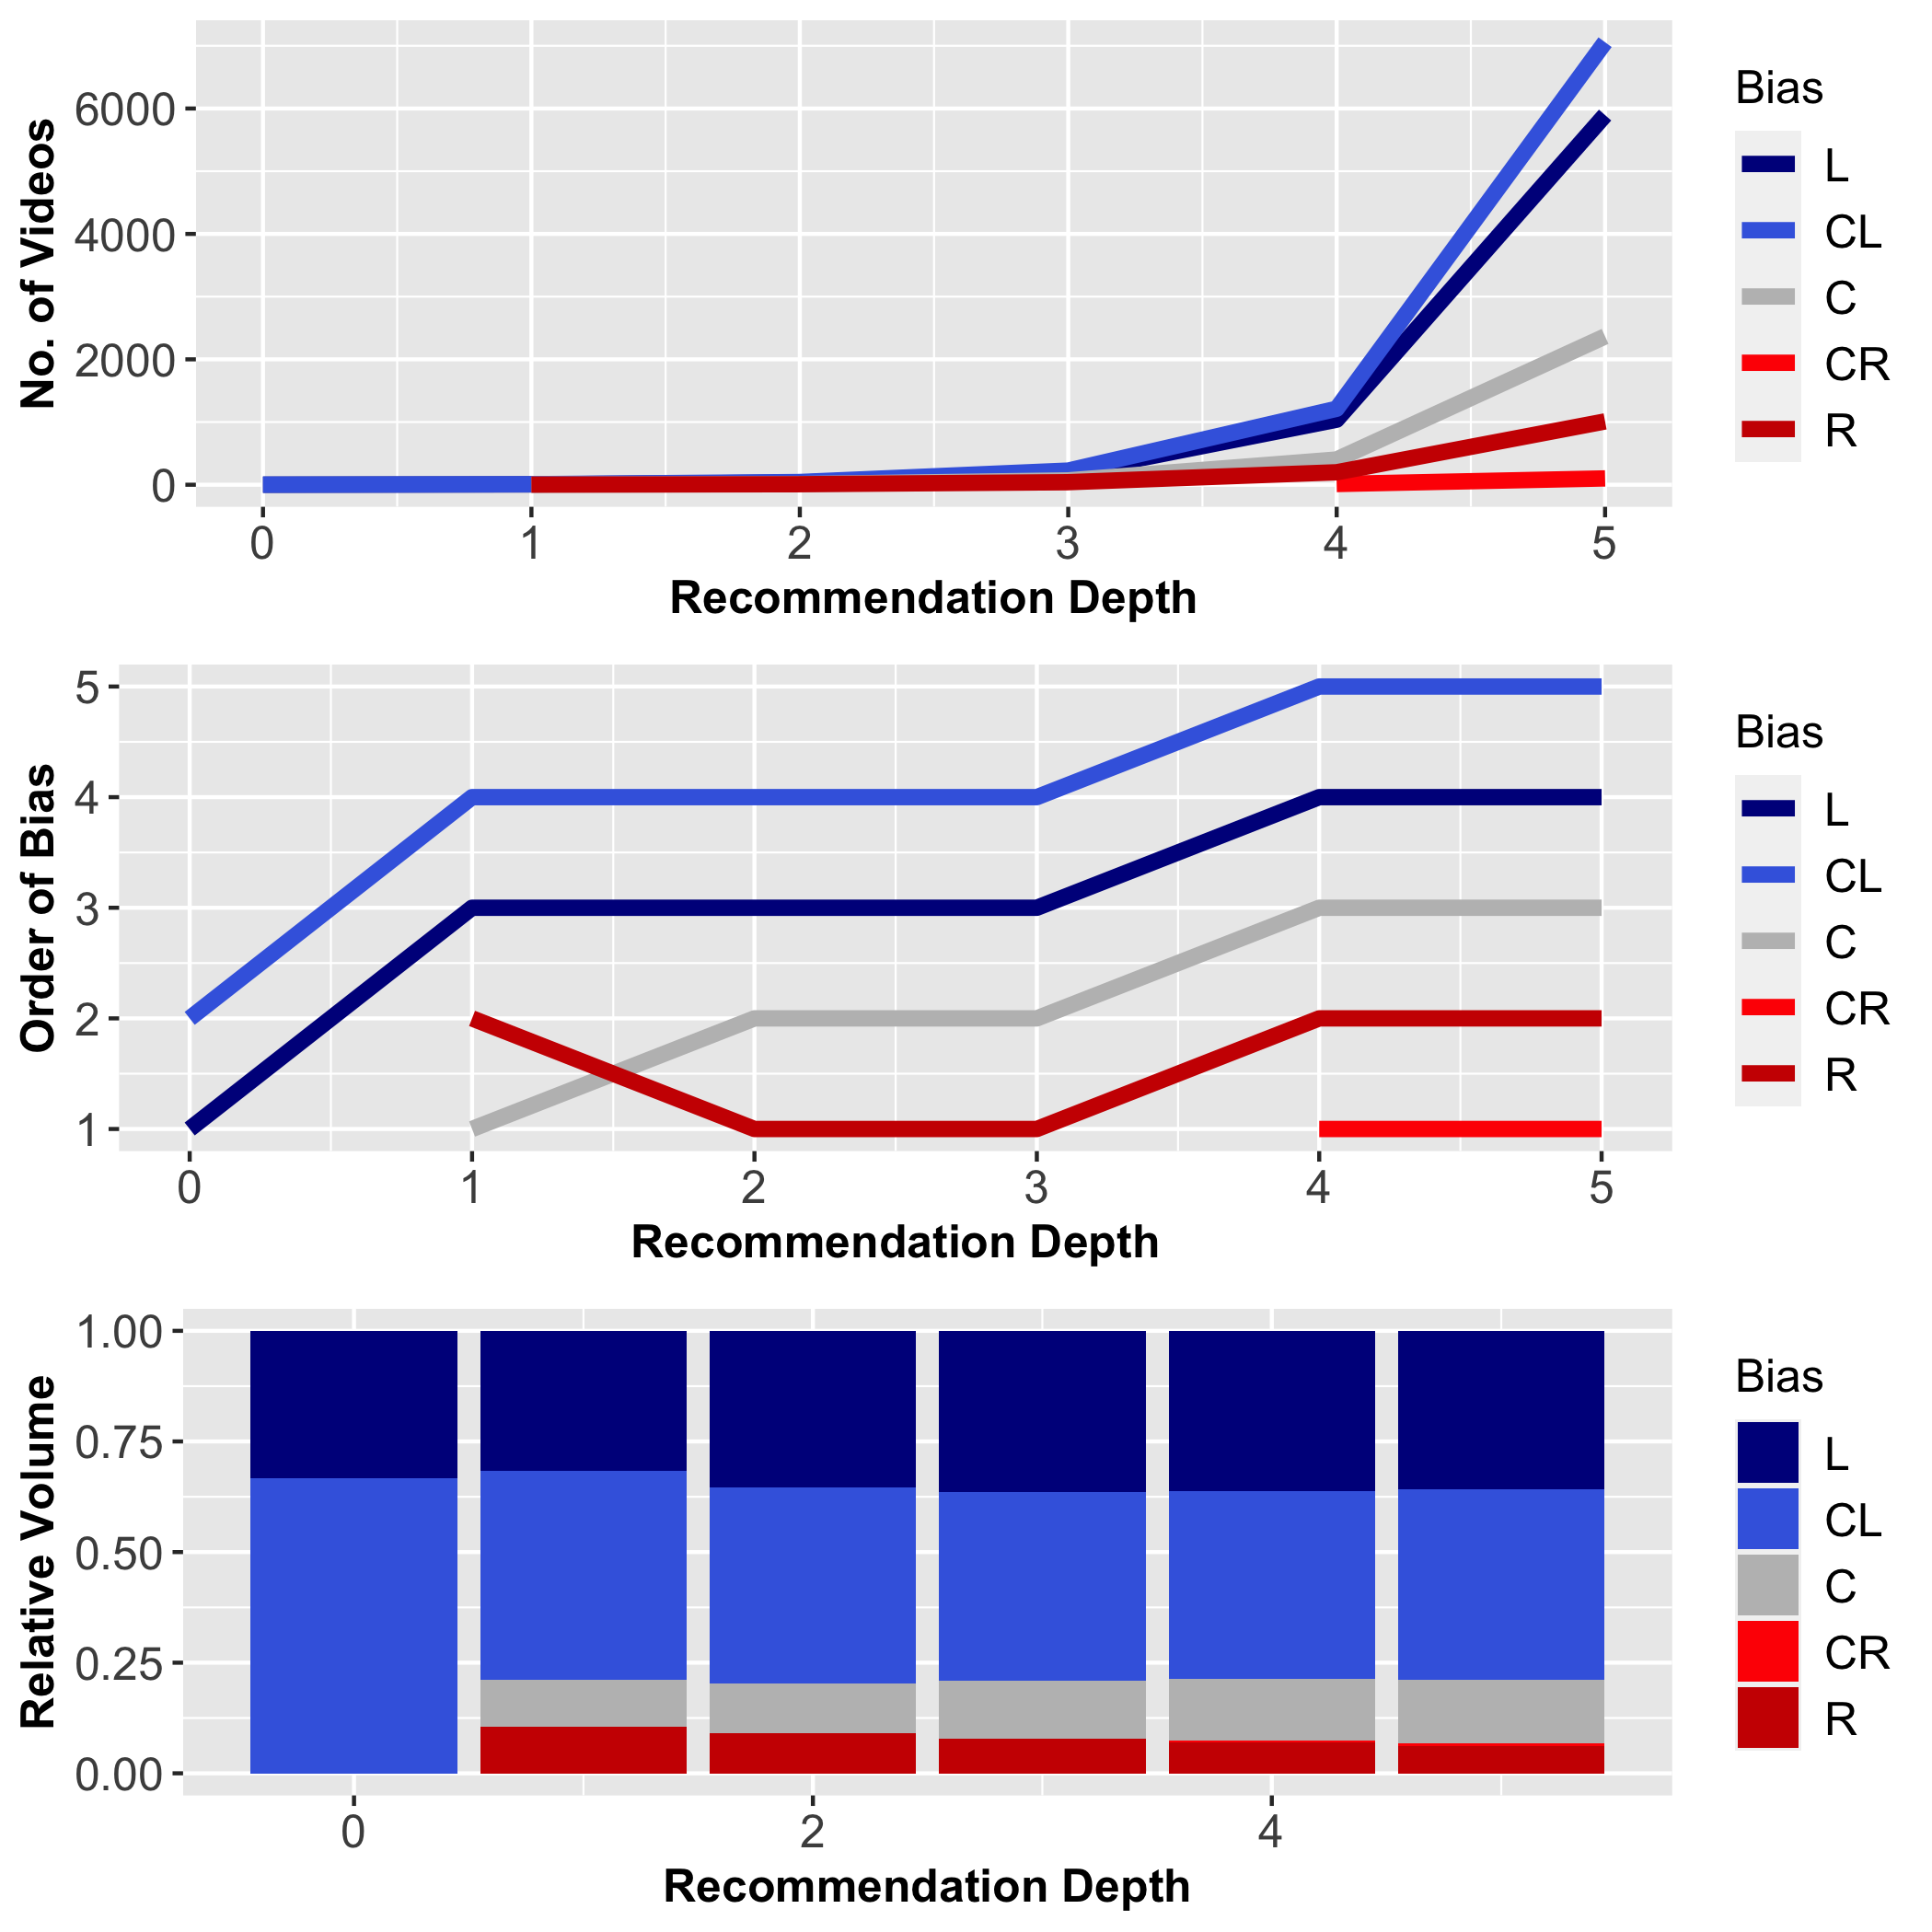 No. of Videos
6000
4000
2000
0
0 1 2 3 4 5
Recommendation Depth
Bias
L
CL
C
CR
R
Order of Bias
5
4
3
2
1
0 1 2 3 4 5
Recommendation Depth
Bias
L
CL
C
CR
R
Relative Volume
1.00
0.75
0.50
0.25
0.00
0 2 4
Recommendation Depth
Bias
L
CL
C
CR
R